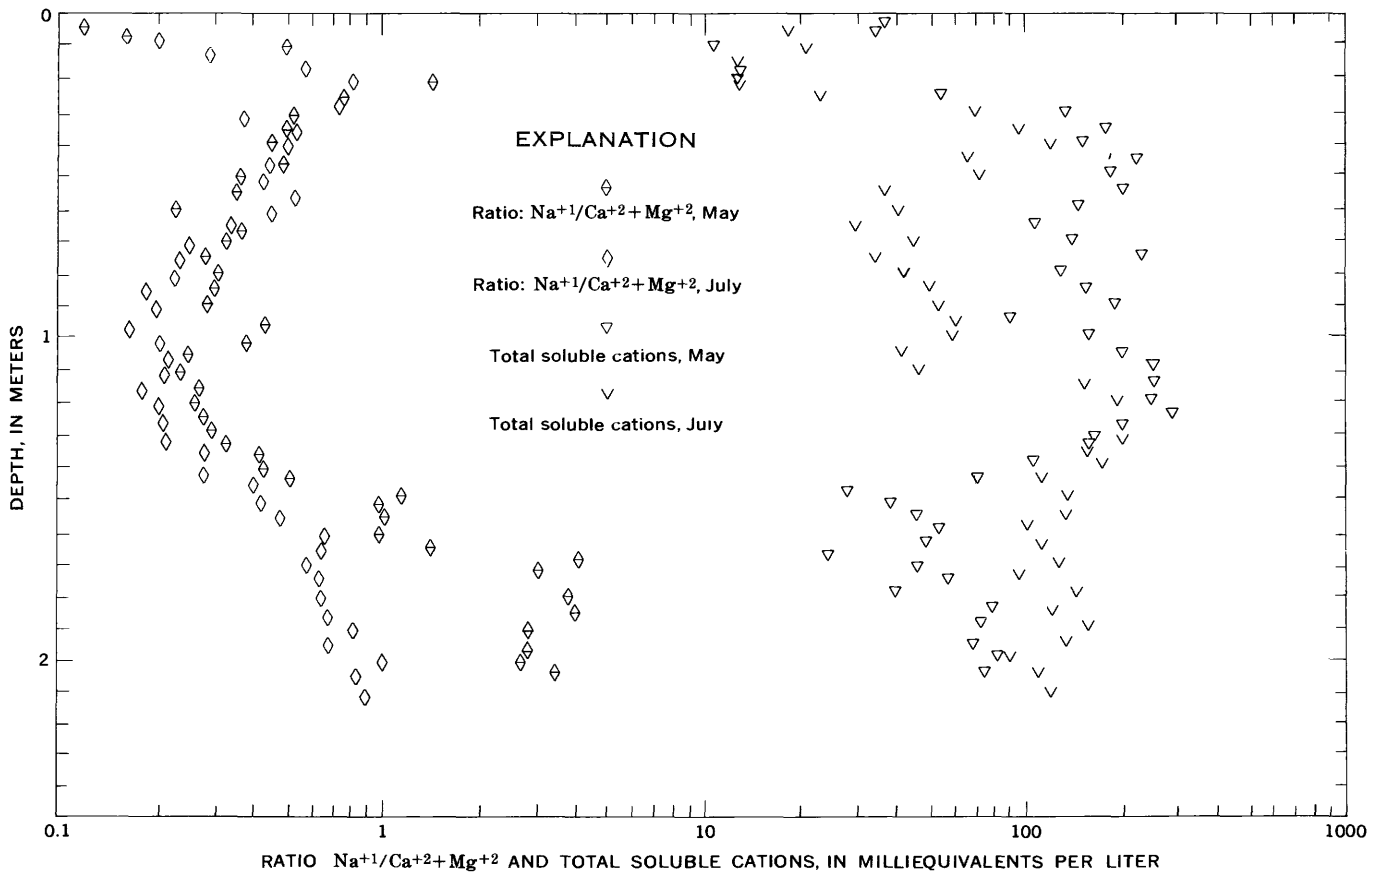 0
EXPLANATION
Ratio: Na+1/Ca+2+Mg+2, May
Ratio: Na+1/Ca+2+Mg+2, July
Total soluble cations, May
Total soluble cations, July
1
2
DEPTH, IN METERS
0.1 1 10 100 1000
RATIO Na+1/Ca+2+Mg+2 AND TOTAL SOLUBLE CATIONS, IN MILLIEQUIVALENTS PER LITER